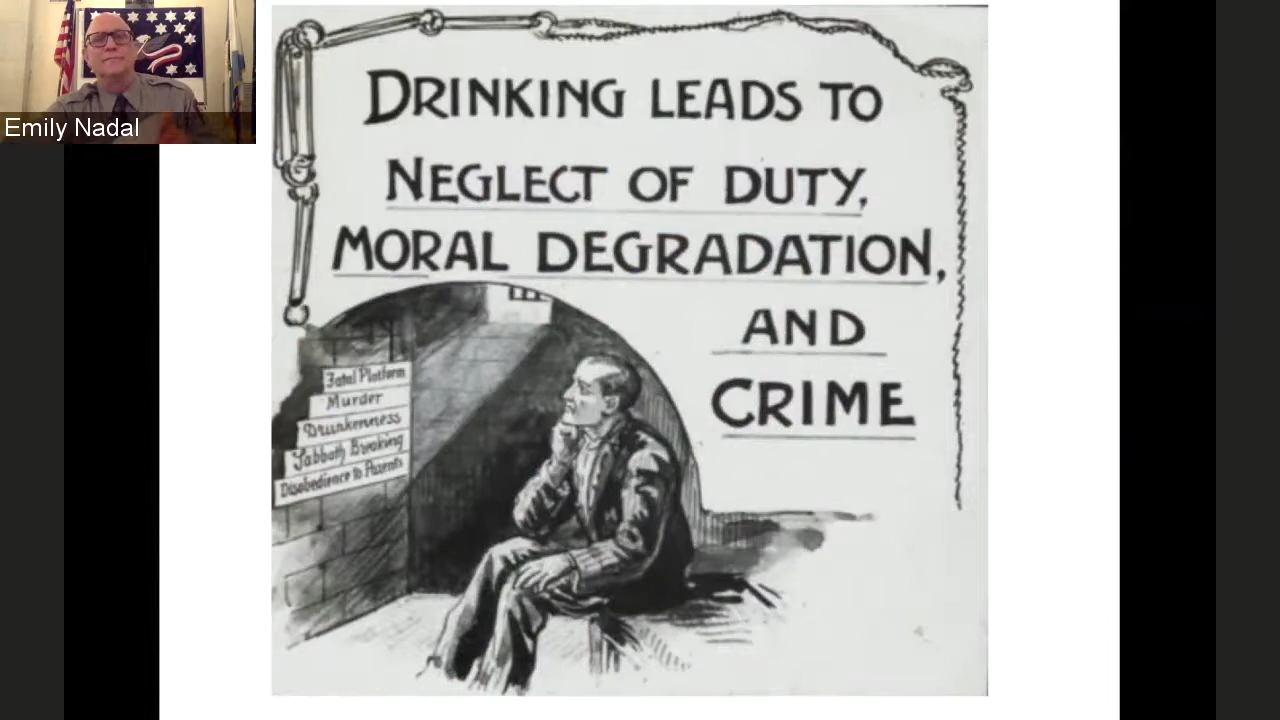 Emily Nadal
DRINKING LEADS TO
NEGLECT OF DUTY,
MORAL DEGRADATION,
AND
CRIME
Fatal Platform
Murder
Drunkenness
Sabbath Breaking
Disobedience to Parents